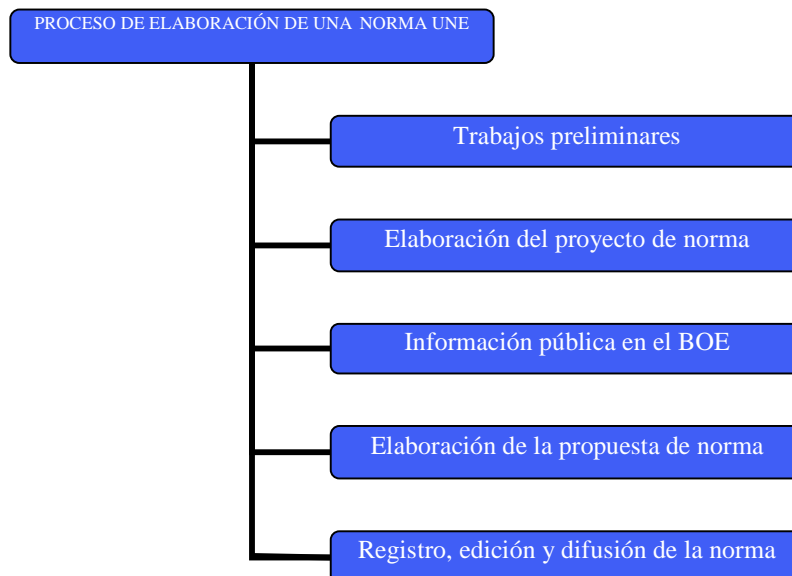 PROCESO DE ELABORACIÓN DE UNA NORMA UNE
Trabajos preliminares
Elaboración del proyecto de norma
Información pública en el BOE
Elaboración de la propuesta de norma
Registro, edición y difusión de la norma